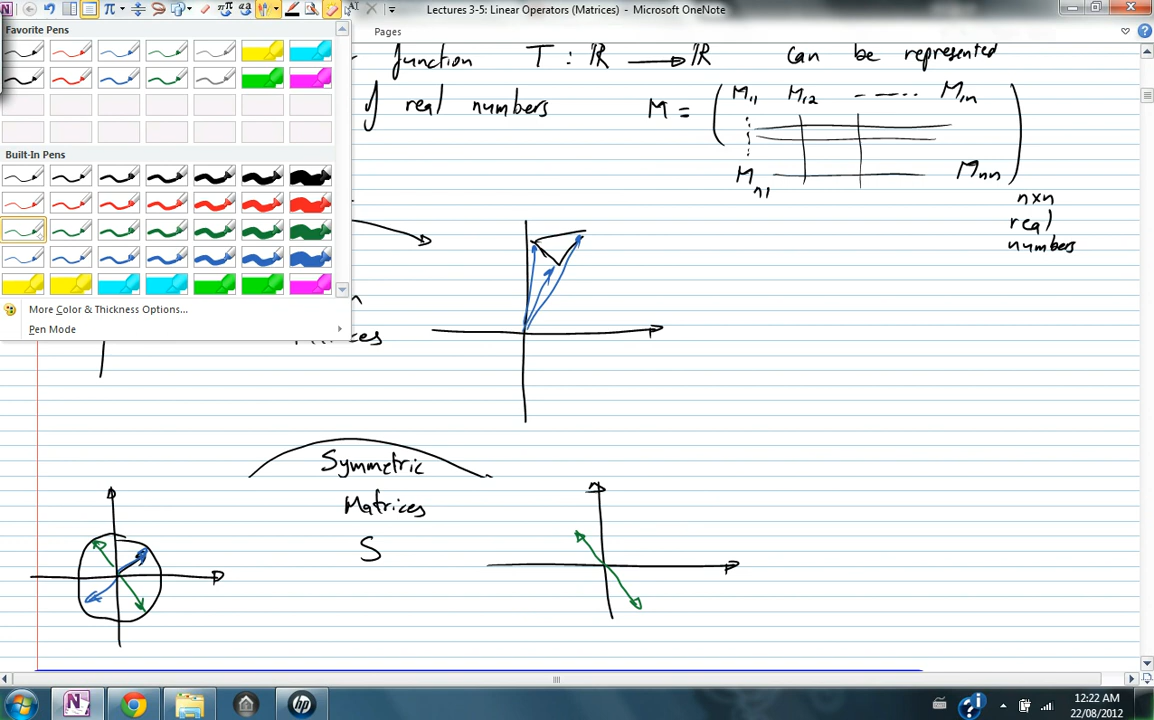 Lectures 3-5: Linear Operators (Matrices) - Microsoft OneNote
Favorite Pens
Built-In Pens
More Color & Thickness Options...
Pen Mode
Pages
function T : ℝ ⟶ ℝ can be represented
real numbers M = ( M11 M12 ---.... M1n
Mn1 Mnn )
n×n
real
numbers
Symmetric
Matrices
S
12:22 AM
22/08/2012